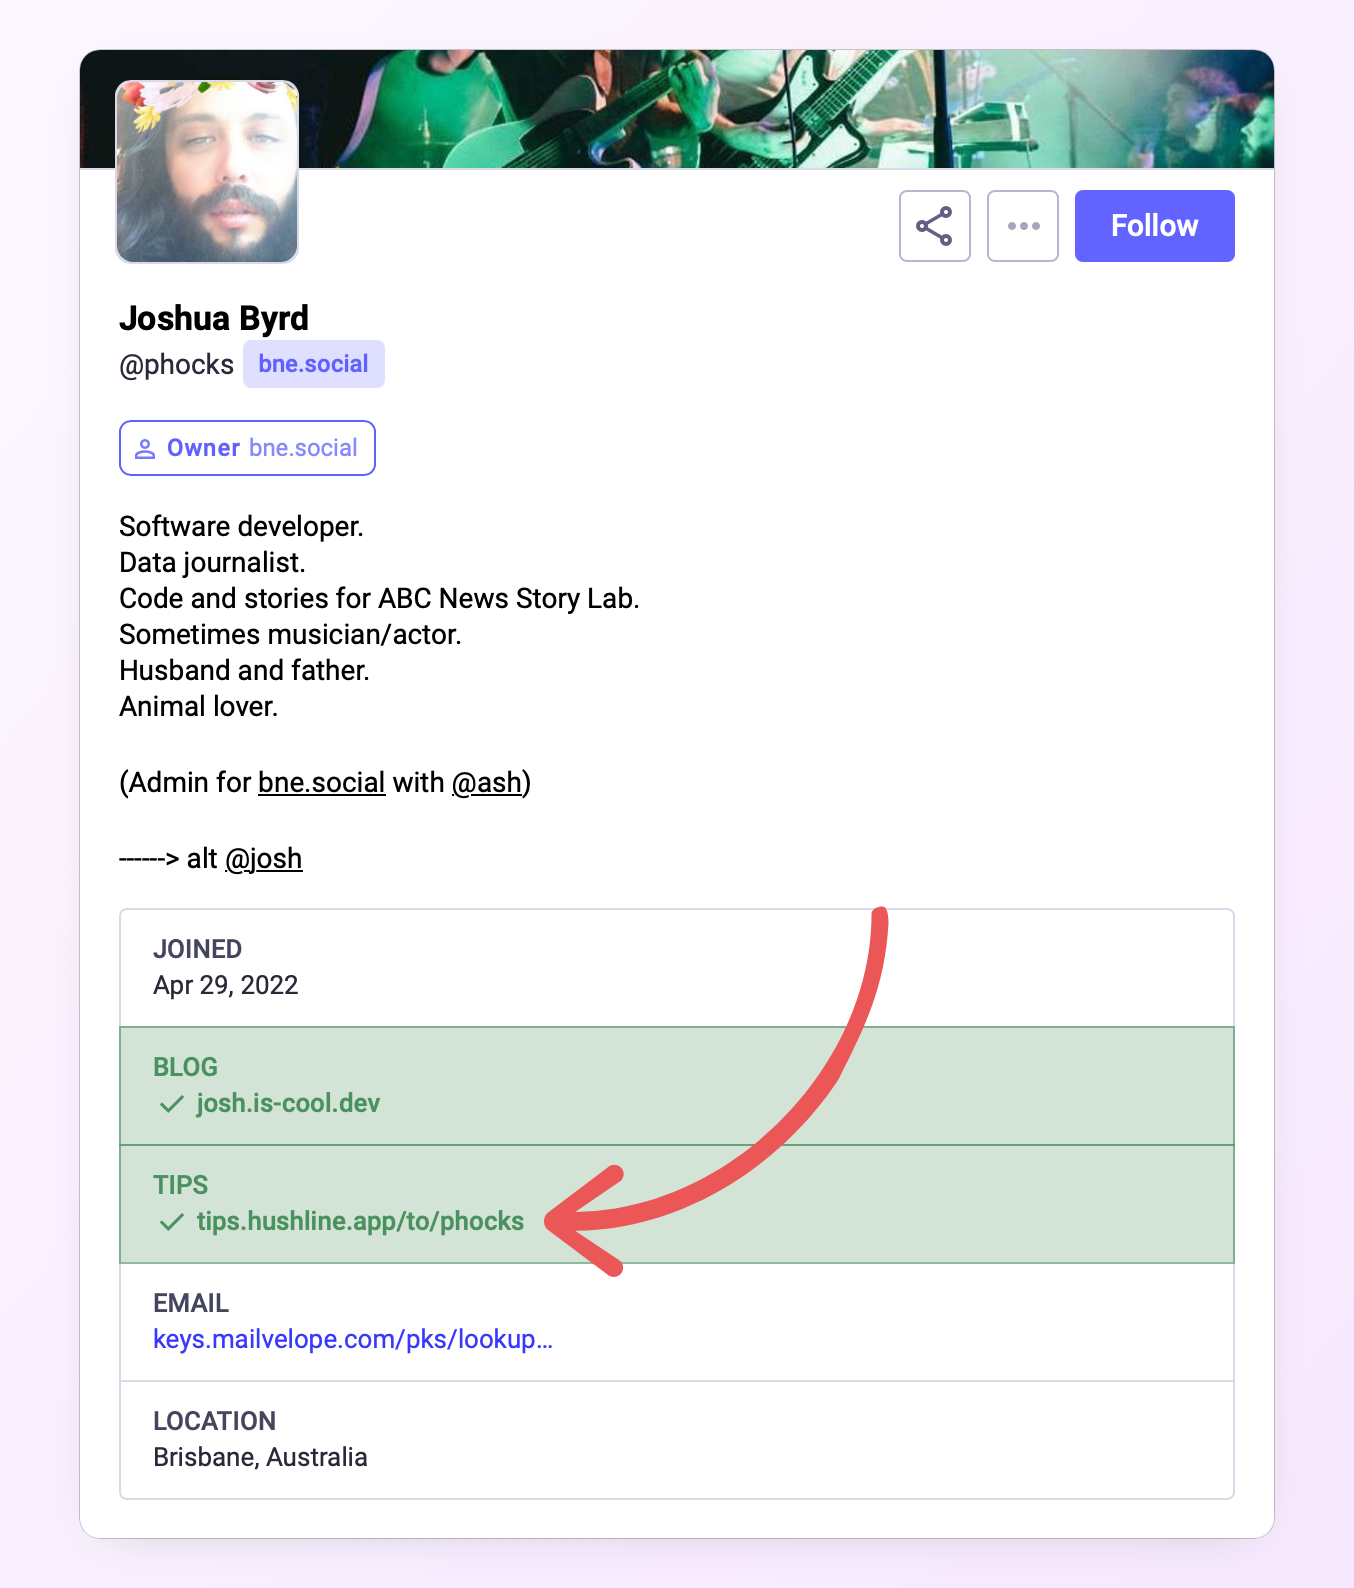 Follow
Joshua Byrd
@phocks bne.social
Owner bne.social
Software developer.
Data journalist.
Code and stories for ABC News Story Lab.
Sometimes musician/actor.
Husband and father.
Animal lover.
(Admin for bne.social with @ash)
------> alt @josh
JOINED
Apr 29, 2022
BLOG
josh.is-cool.dev
TIPS
tips.hushline.app/to/phocks
EMAIL
keys.mailvelope.com/pks/lookup…
LOCATION
Brisbane, Australia